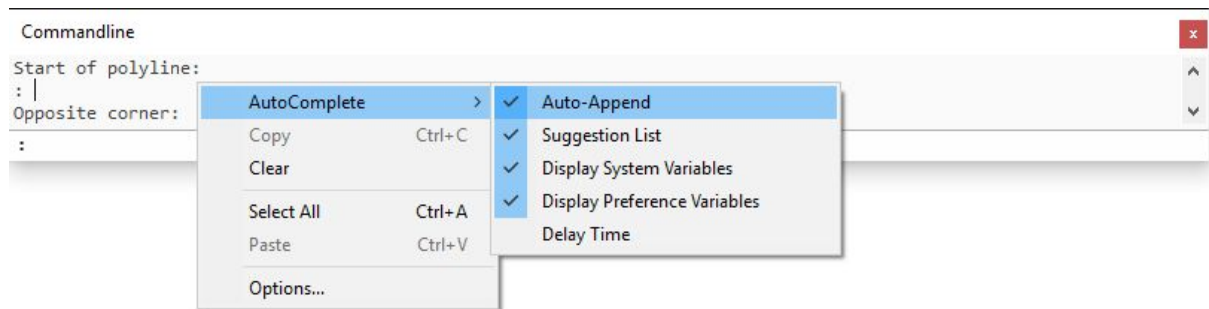 Commandline
x
Start of polyline:
:
Opposite corner:
:
AutoComplete >
Copy Ctrl+C
Clear
Select All Ctrl+A
Paste Ctrl+V
Options...
Auto-Append
Suggestion List
Display System Variables
Display Preference Variables
Delay Time